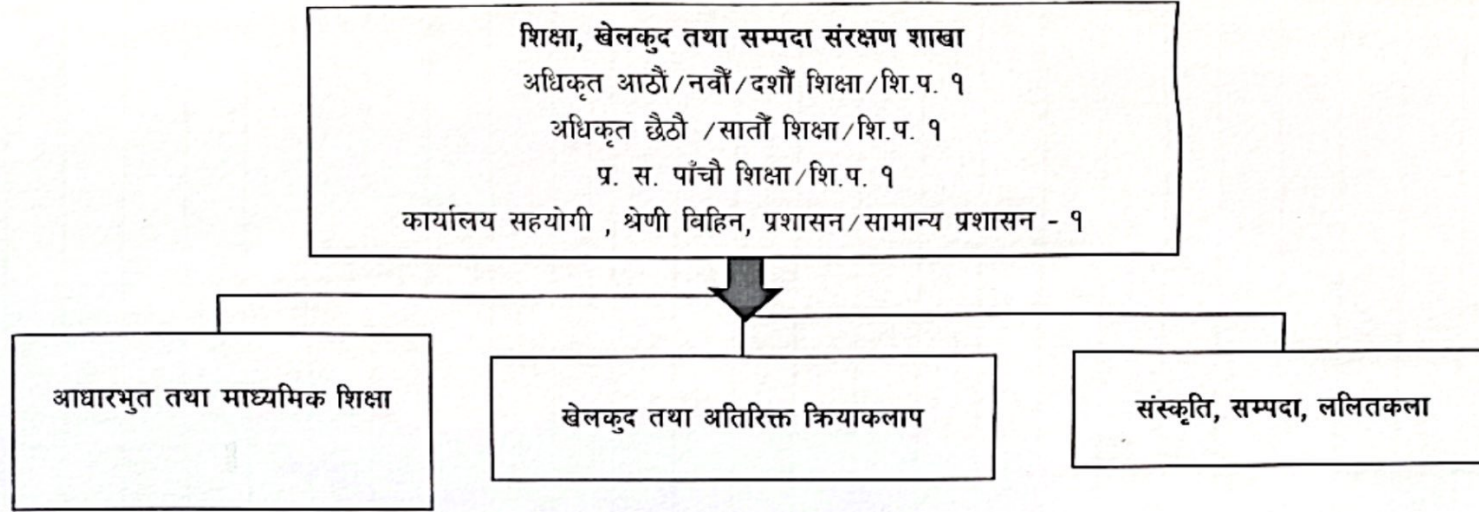 शिक्षा, खेलकुद तथा सम्पदा संरक्षण शाखा
अधिकृत आठौं/नवौं/दशौं शिक्षा/शि.प. १
अधिकृत छैठौ /सातौं शिक्षा/शि.प. १
प्र. स. पाँचौ शिक्षा/शि.प. १
कार्यालय सहयोगी , श्रेणी विहिन, प्रशासन/सामान्य प्रशासन - १
आधारभुत तथा माध्यमिक शिक्षा
खेलकुद तथा अतिरिक्त क्रियाकलाप
संस्कृति, सम्पदा, ललितकला